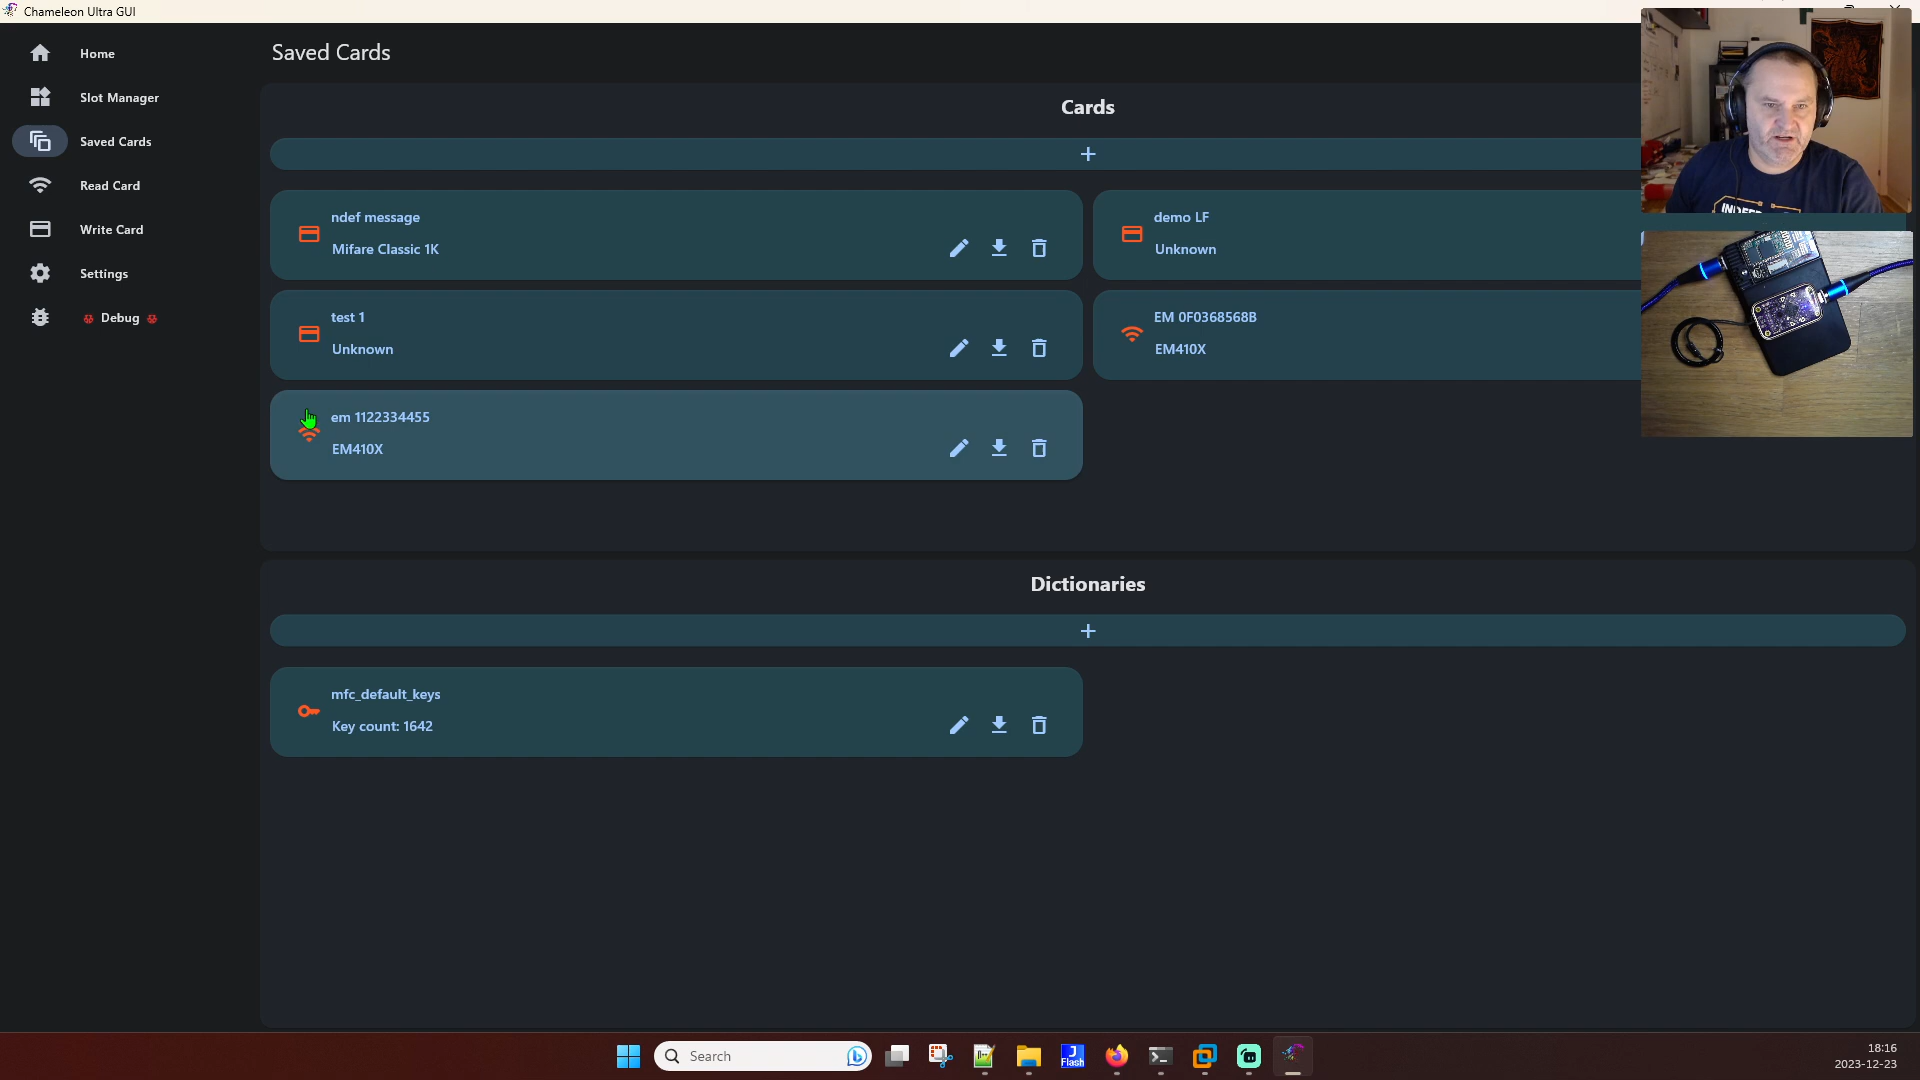 Chameleon Ultra GUI
Home
Slot Manager
Saved Cards
Read Card
Write Card
Settings
Debug
Saved Cards
Cards
+
ndef message
Mifare Classic 1K
demo LF
Unknown
test 1
Unknown
EM 0F0368568B
EM410X
em 1122334455
EM410X
Dictionaries
+
mfc_default_keys
Key count: 1642
Search
J
Flash
18:16
2023-12-23